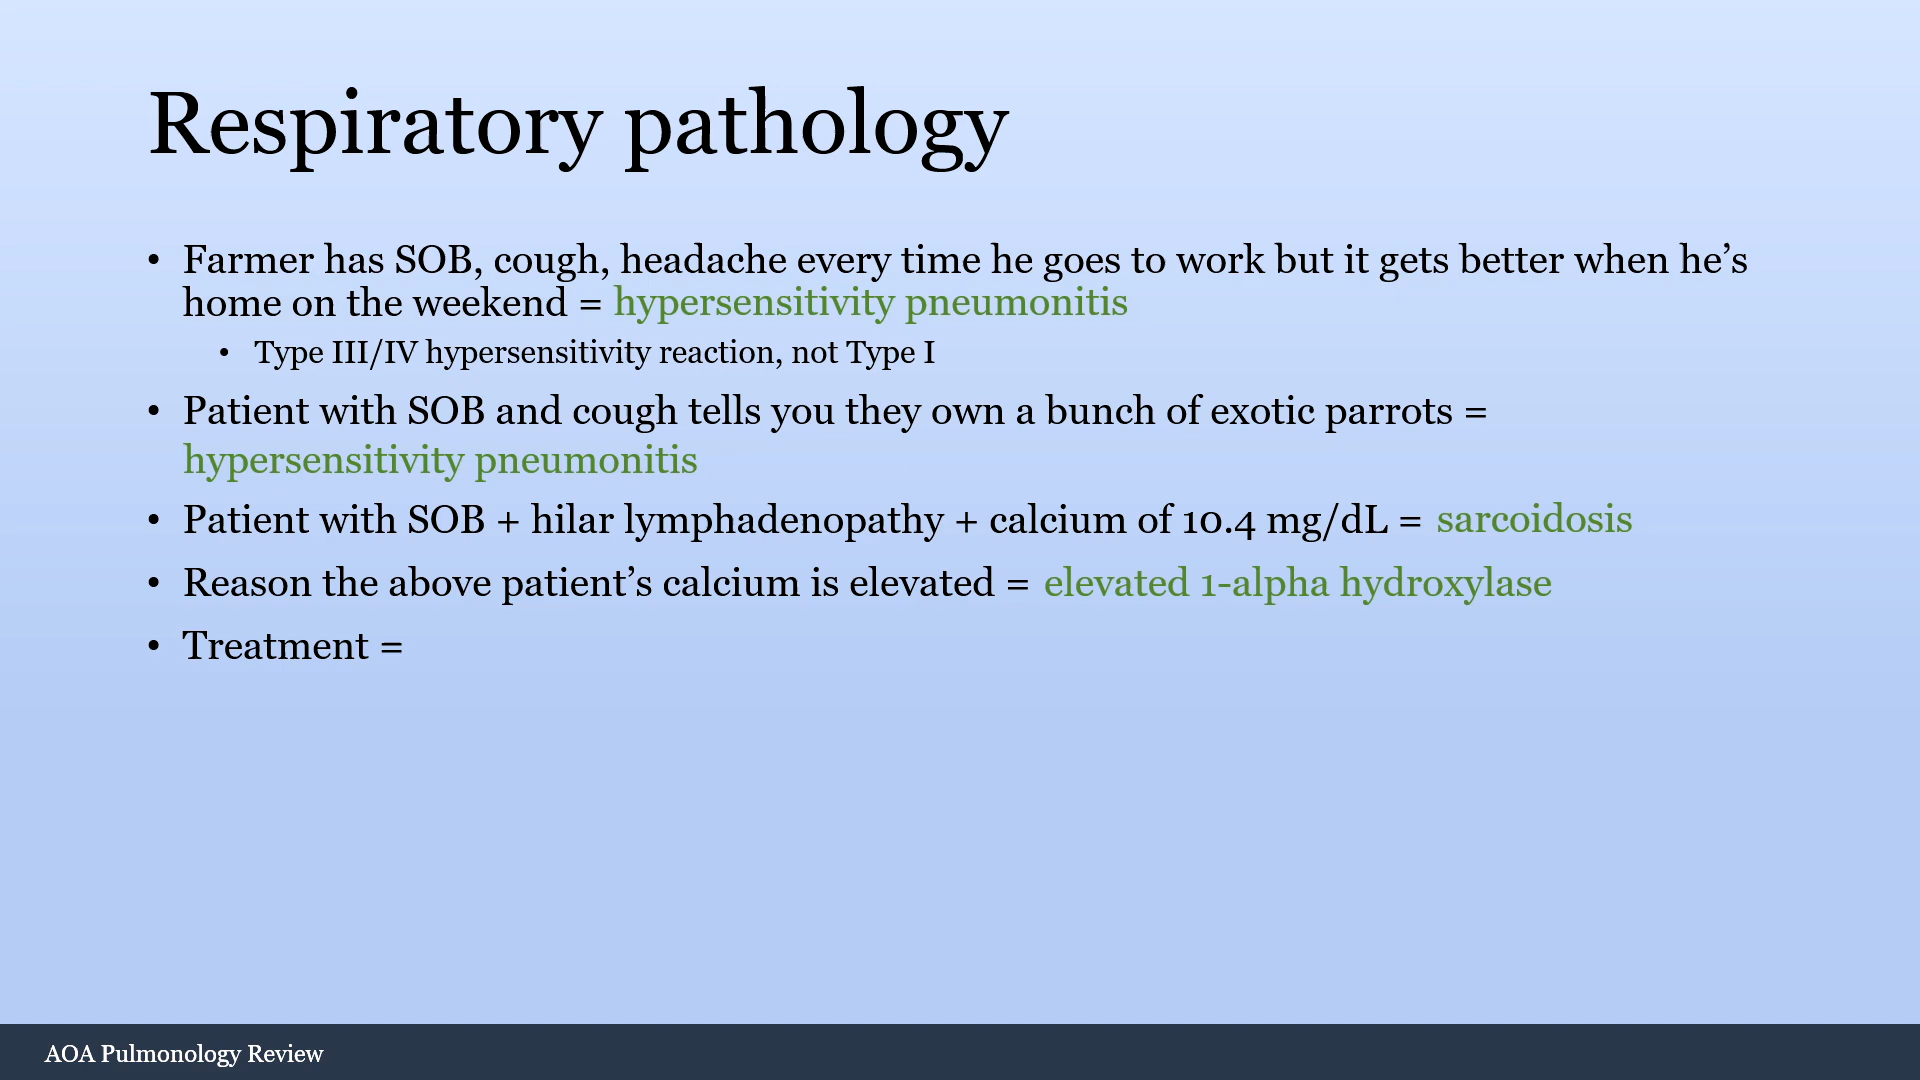 Respiratory pathology
• Farmer has SOB, cough, headache every time he goes to work but it gets better when he’s
home on the weekend = hypersensitivity pneumonitis
• Type III/IV hypersensitivity reaction, not Type I
• Patient with SOB and cough tells you they own a bunch of exotic parrots =
hypersensitivity pneumonitis
• Patient with SOB + hilar lymphadenopathy + calcium of 10.4 mg/dL = sarcoidosis
• Reason the above patient’s calcium is elevated = elevated 1-alpha hydroxylase
• Treatment =
AOA Pulmonology Review